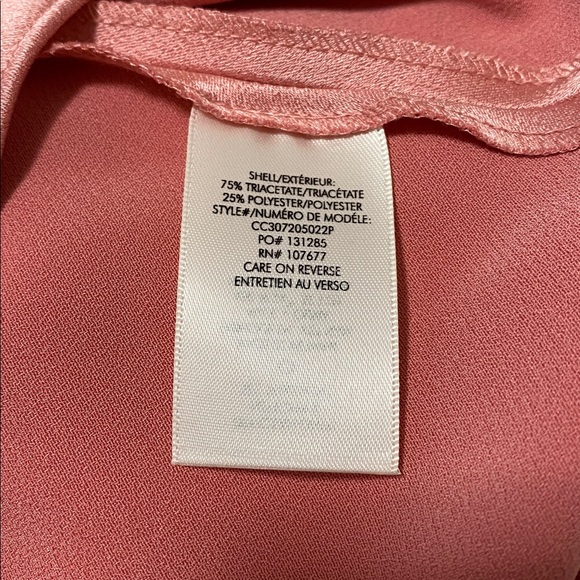 SHELL/EXTÉRIEUR:
75% TRIACETATE/TRIACÉTATE
25% POLYESTER/POLYESTER
STYLE#/NUMÉRO DE MODÉLE:
CC307205022P
PO# 131285
RN# 107677
CARE ON REVERSE
ENTRETIEN AU VERSO